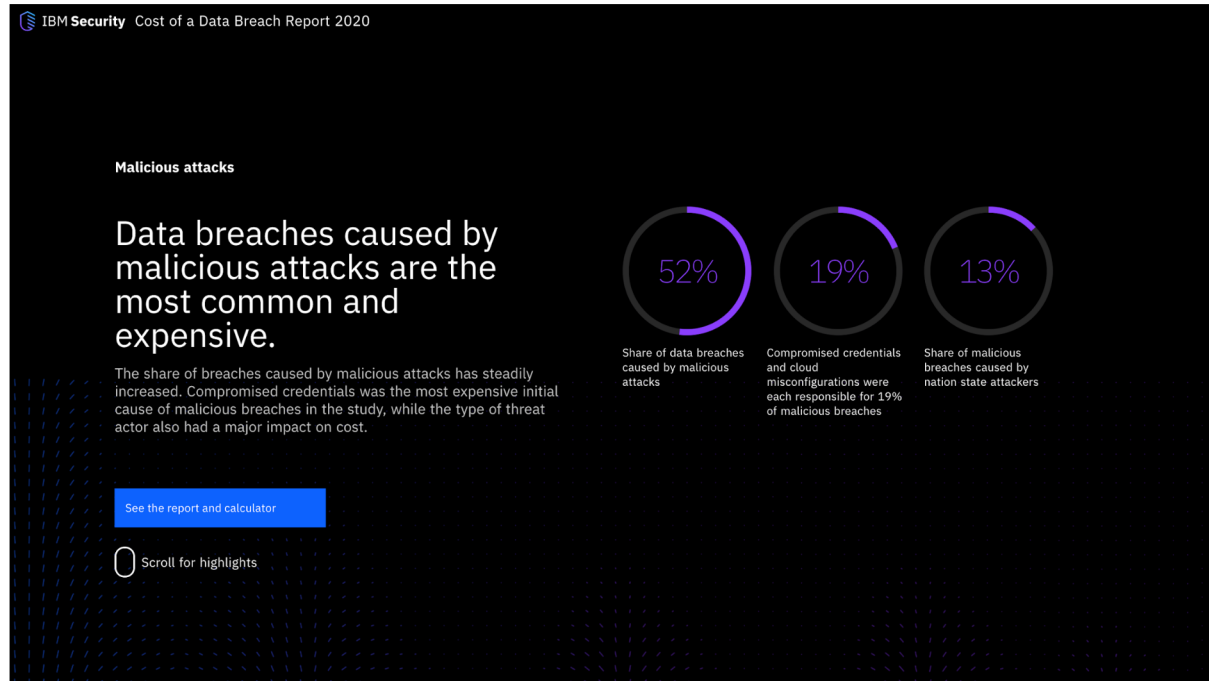 IBM Security Cost of a Data Breach Report 2020
Malicious attacks
Data breaches caused by
malicious attacks are the
most common and
expensive.
The share of breaches caused by malicious attacks has steadily
increased. Compromised credentials was the most expensive initial
cause of malicious breaches in the study, while the type of threat
actor also had a major impact on cost.
See the report and calculator
Scroll for highlights
52%
Share of data breaches
caused by malicious
attacks
19%
Compromised credentials
and cloud
misconfigurations were
each responsible for 19%
of malicious breaches
13%
Share of malicious
breaches caused by
nation state attackers